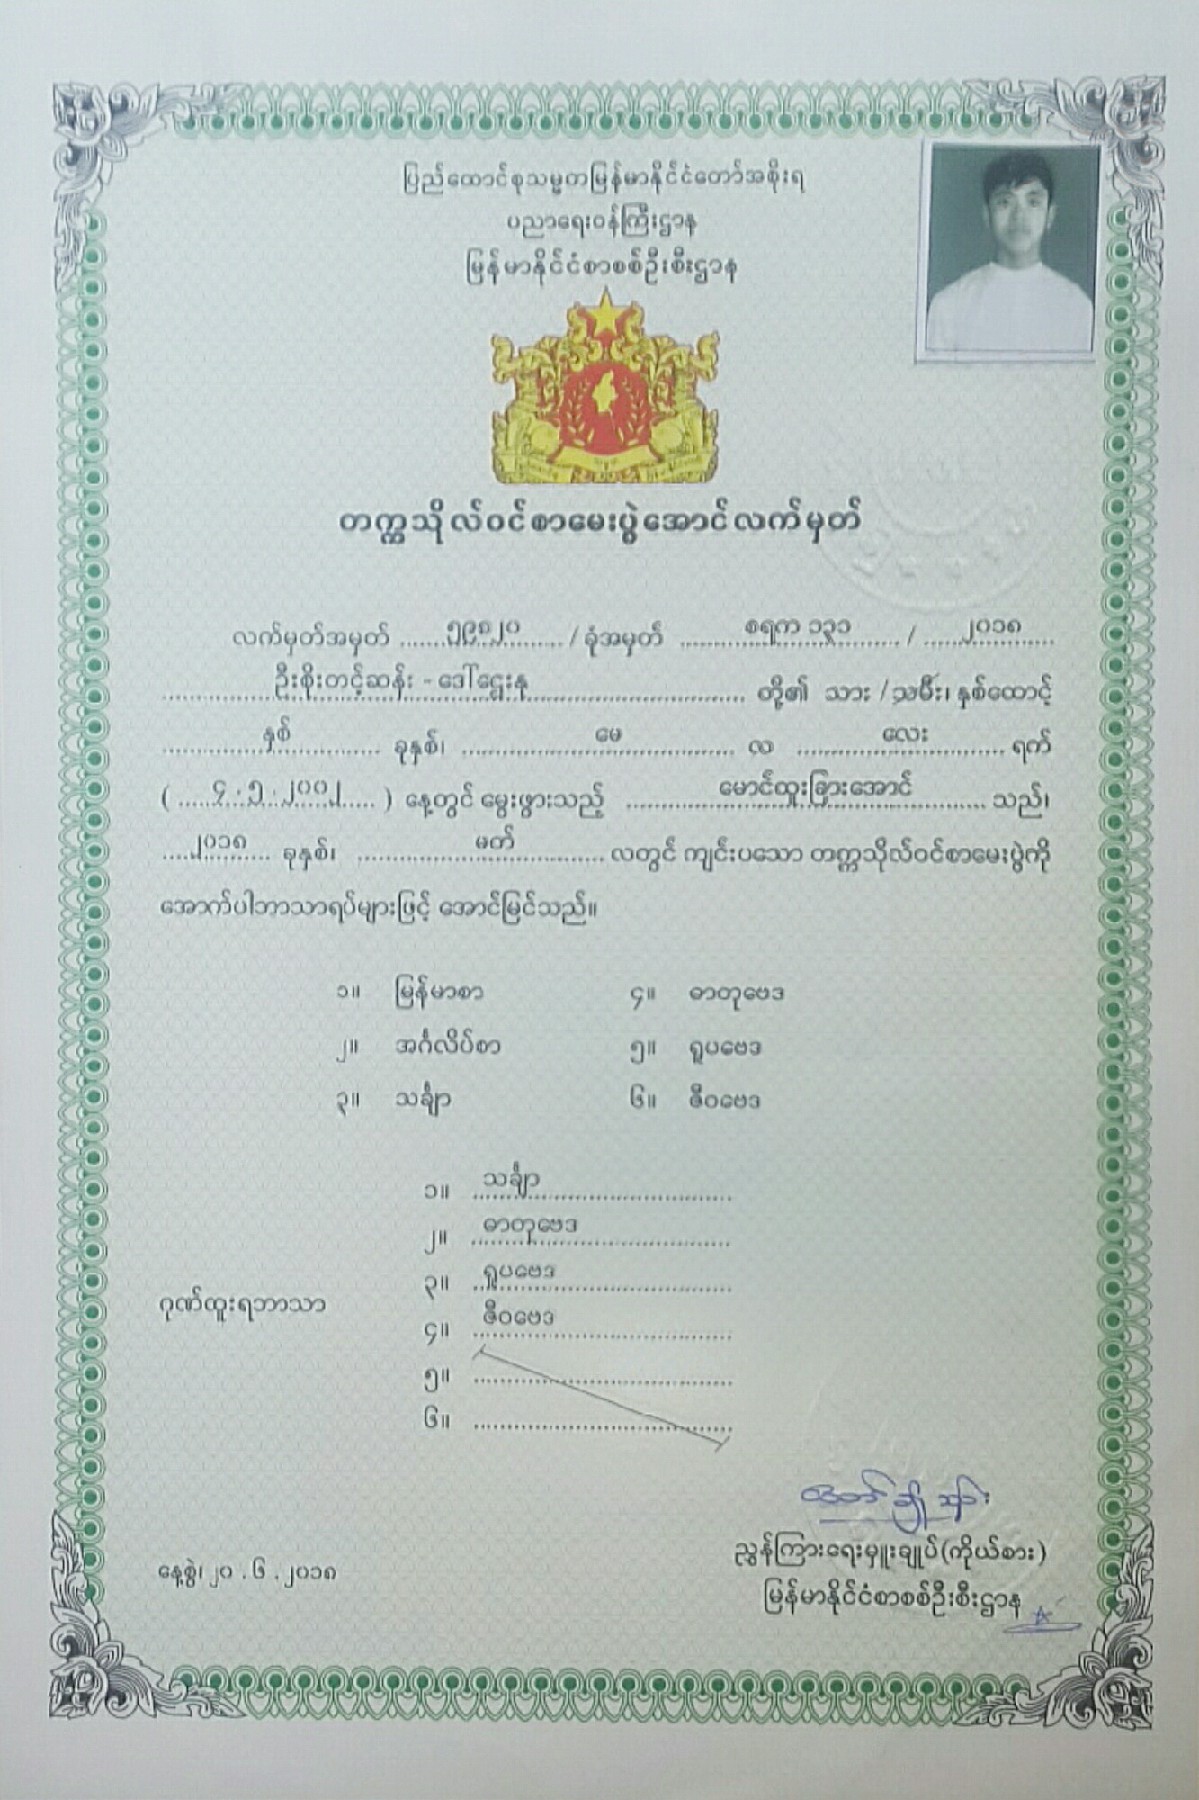 ပြည်ထောင်စုသမ္မတမြန်မာနိုင်ငံတော်အစိုးရ
ပညာရေးဝန်ကြီးဌာန
မြန်မာနိုင်ငံစာစစ်ဦးစီးဌာန
တက္ကသိုလ်ဝင်စာမေးပွဲအောင်လက်မှတ်
လက်မှတ်အမှတ် ၅၉၈၂၀ / ခုံအမှတ် စရက ၁၃၁ / ၂၀၁၈
ဦးစိုးတင့်ဆန်း - ဒေါ်ဌေးနု တို့၏ သား / သမီး၊ နှစ်ထောင့်
နှစ် ခုနှစ်၊ မေ လ လေး ရက်
( ၄ . ၅ . ၂၀၀၂ ) နေ့တွင် မွေးဖွားသည့် မောင်ထူးခြားအောင် သည်၊
၂၀၁၈ ခုနှစ်၊ မတ် လတွင် ကျင်းပသော တက္ကသိုလ်ဝင်စာမေးပွဲကို
အောက်ပါဘာသာရပ်များဖြင့် အောင်မြင်သည်။
၁။ မြန်မာစာ ၄။ ဓာတုဗေဒ
၂။ အင်္ဂလိပ်စာ ၅။ ရူပဗေဒ
၃။ သင်္ချာ ၆။ ဇီဝဗေဒ
ဂုဏ်ထူးရဘာသာ
၁။ သင်္ချာ
၂။ ဓာတုဗေဒ
၃။ ရူပဗေဒ
၄။ ဇီဝဗေဒ
၅။
၆။
ညွှန်ကြားရေးမှူးချုပ်(ကိုယ်စား)
နေ့စွဲ၊ ၂၀ . ၆ . ၂၀၁၈
မြန်မာနိုင်ငံစာစစ်ဦးစီးဌာန